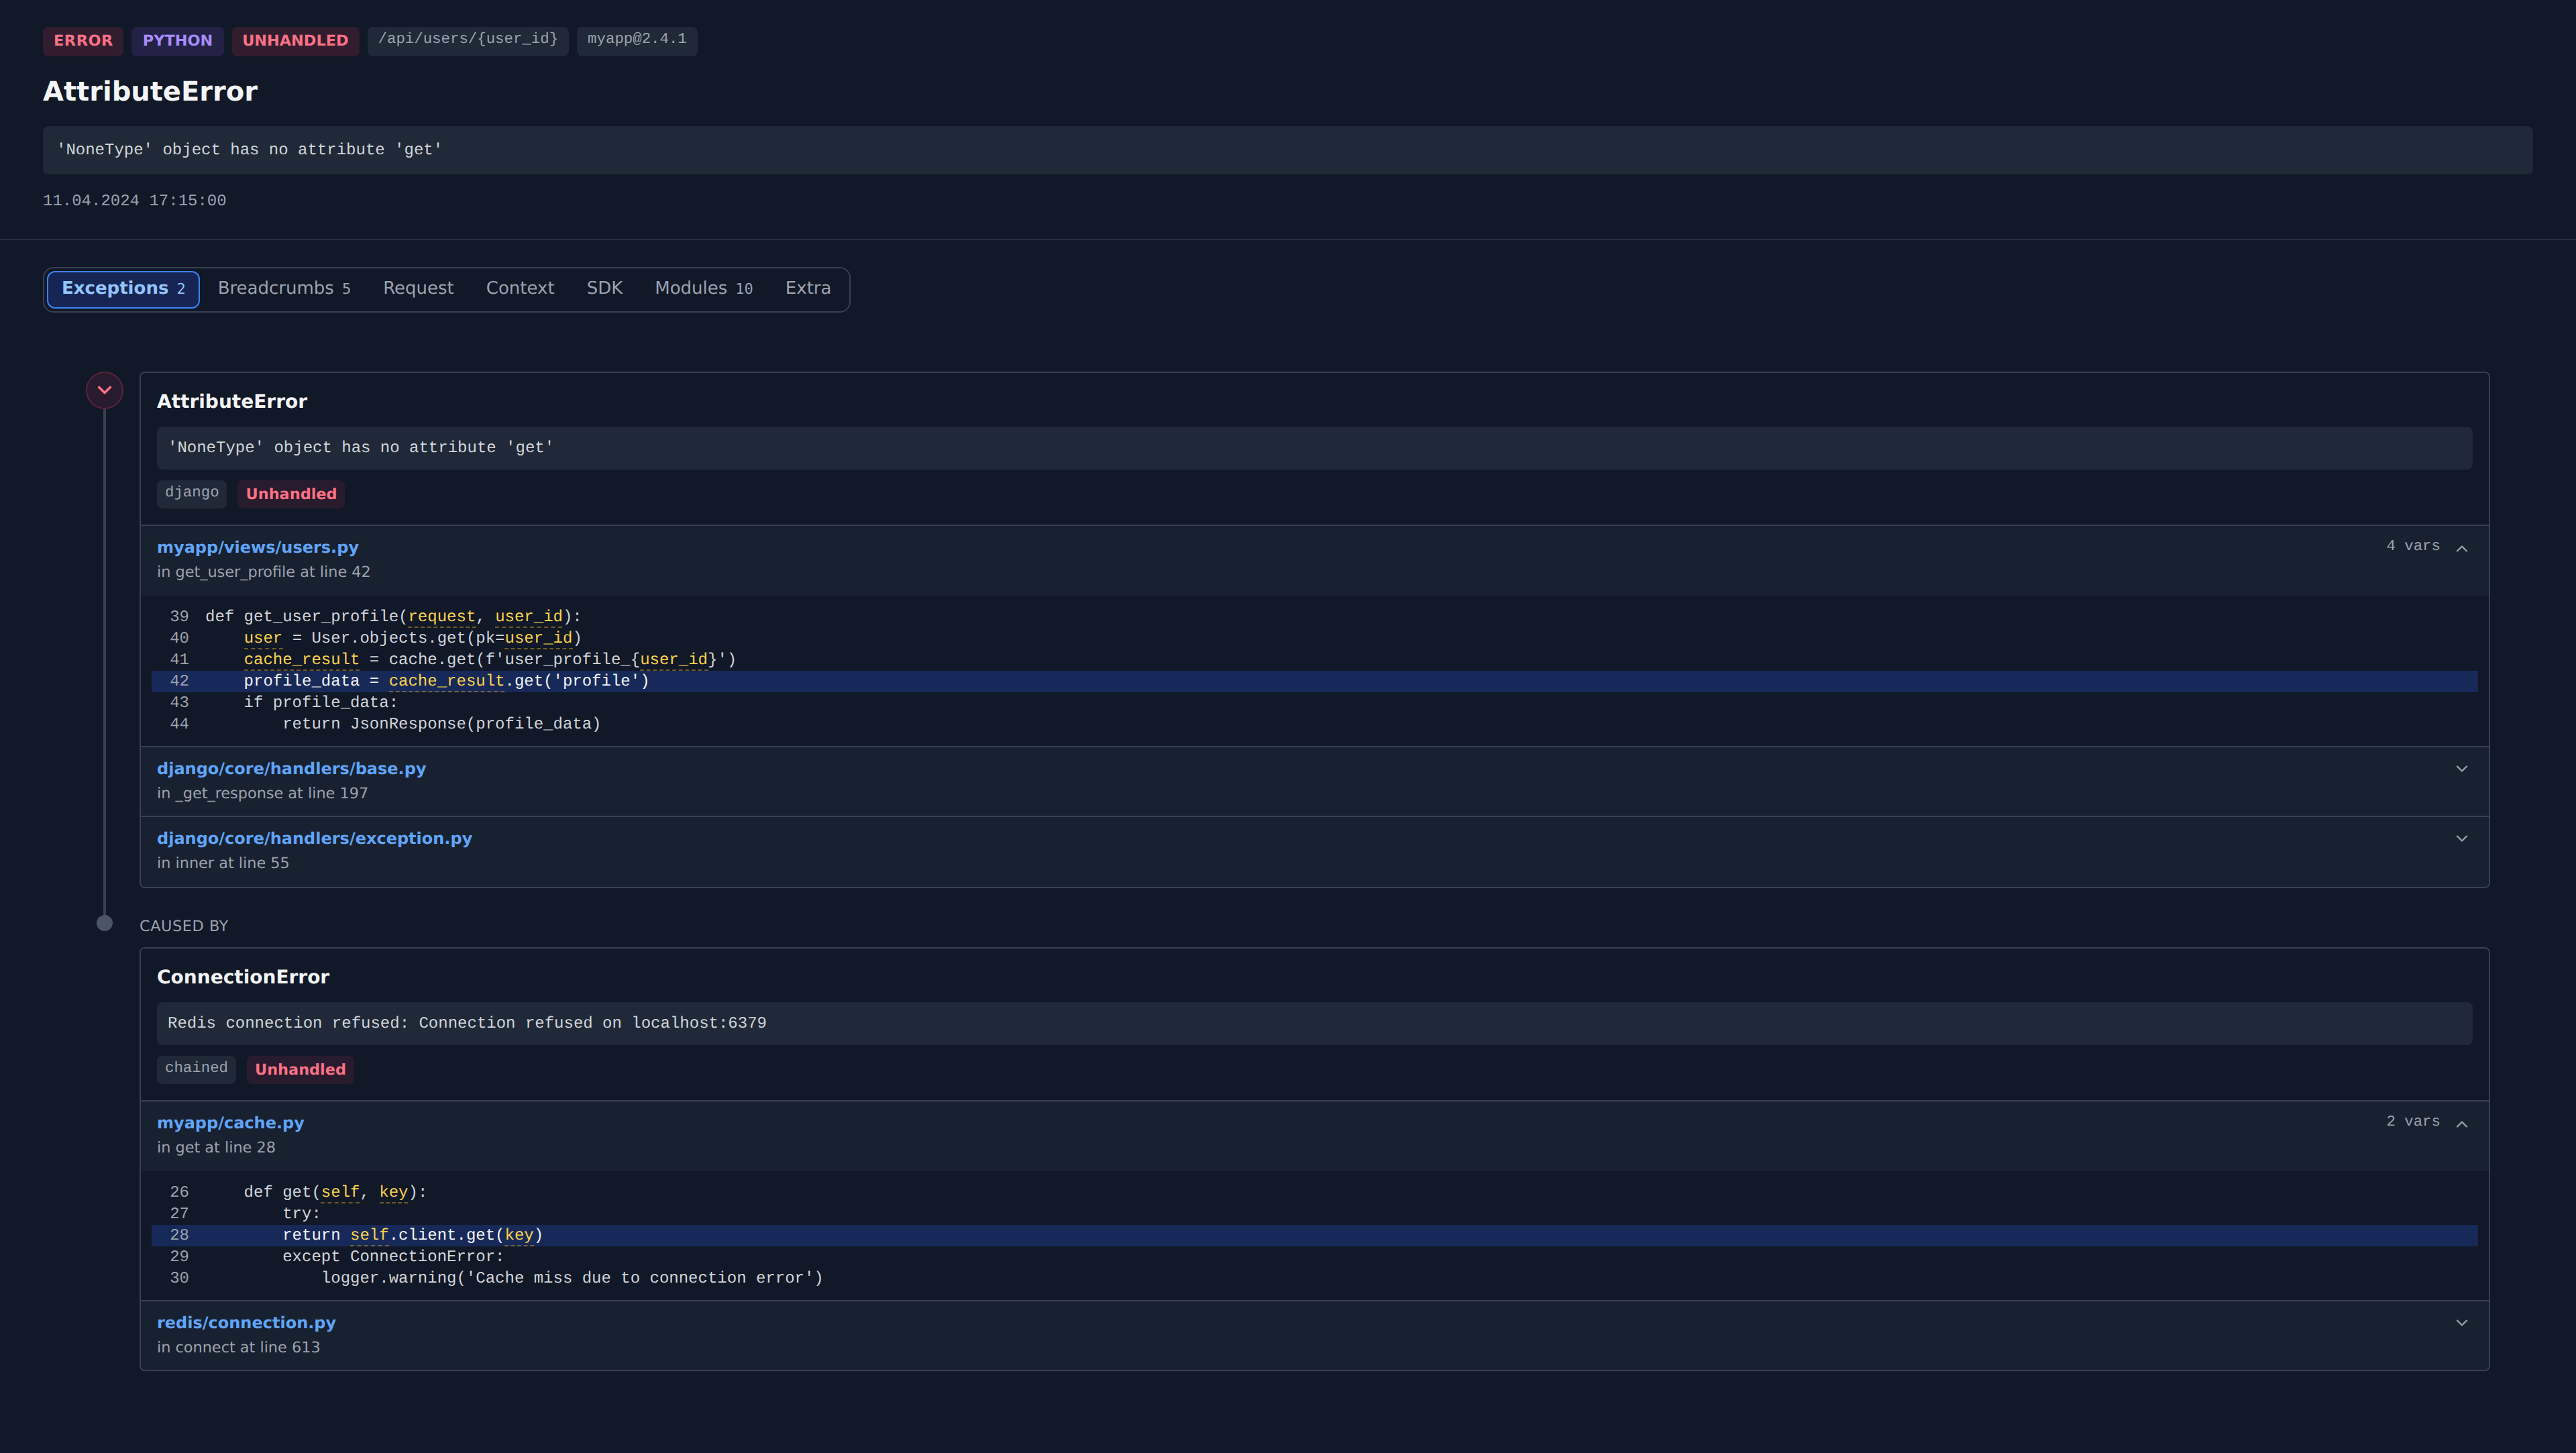 ERROR PYTHON UNHANDLED /api/users/{user_id} myapp@2.4.1
AttributeError
'NoneType' object has no attribute 'get'
11.04.2024 17:15:00
Exceptions 2 Breadcrumbs 5 Request Context SDK Modules 10 Extra
AttributeError
'NoneType' object has no attribute 'get'
django Unhandled
myapp/views/users.py 4 vars
in get_user_profile at line 42
39 def get_user_profile(request, user_id):
40     user = User.objects.get(pk=user_id)
41     cache_result = cache.get(f'user_profile_{user_id}')
42     profile_data = cache_result.get('profile')
43     if profile_data:
44         return JsonResponse(profile_data)
django/core/handlers/base.py
in _get_response at line 197
django/core/handlers/exception.py
in inner at line 55
CAUSED BY
ConnectionError
Redis connection refused: Connection refused on localhost:6379
chained Unhandled
myapp/cache.py 2 vars
in get at line 28
26     def get(self, key):
27         try:
28         return self.client.get(key)
29         except ConnectionError:
30             logger.warning('Cache miss due to connection error')
redis/connection.py
in connect at line 613